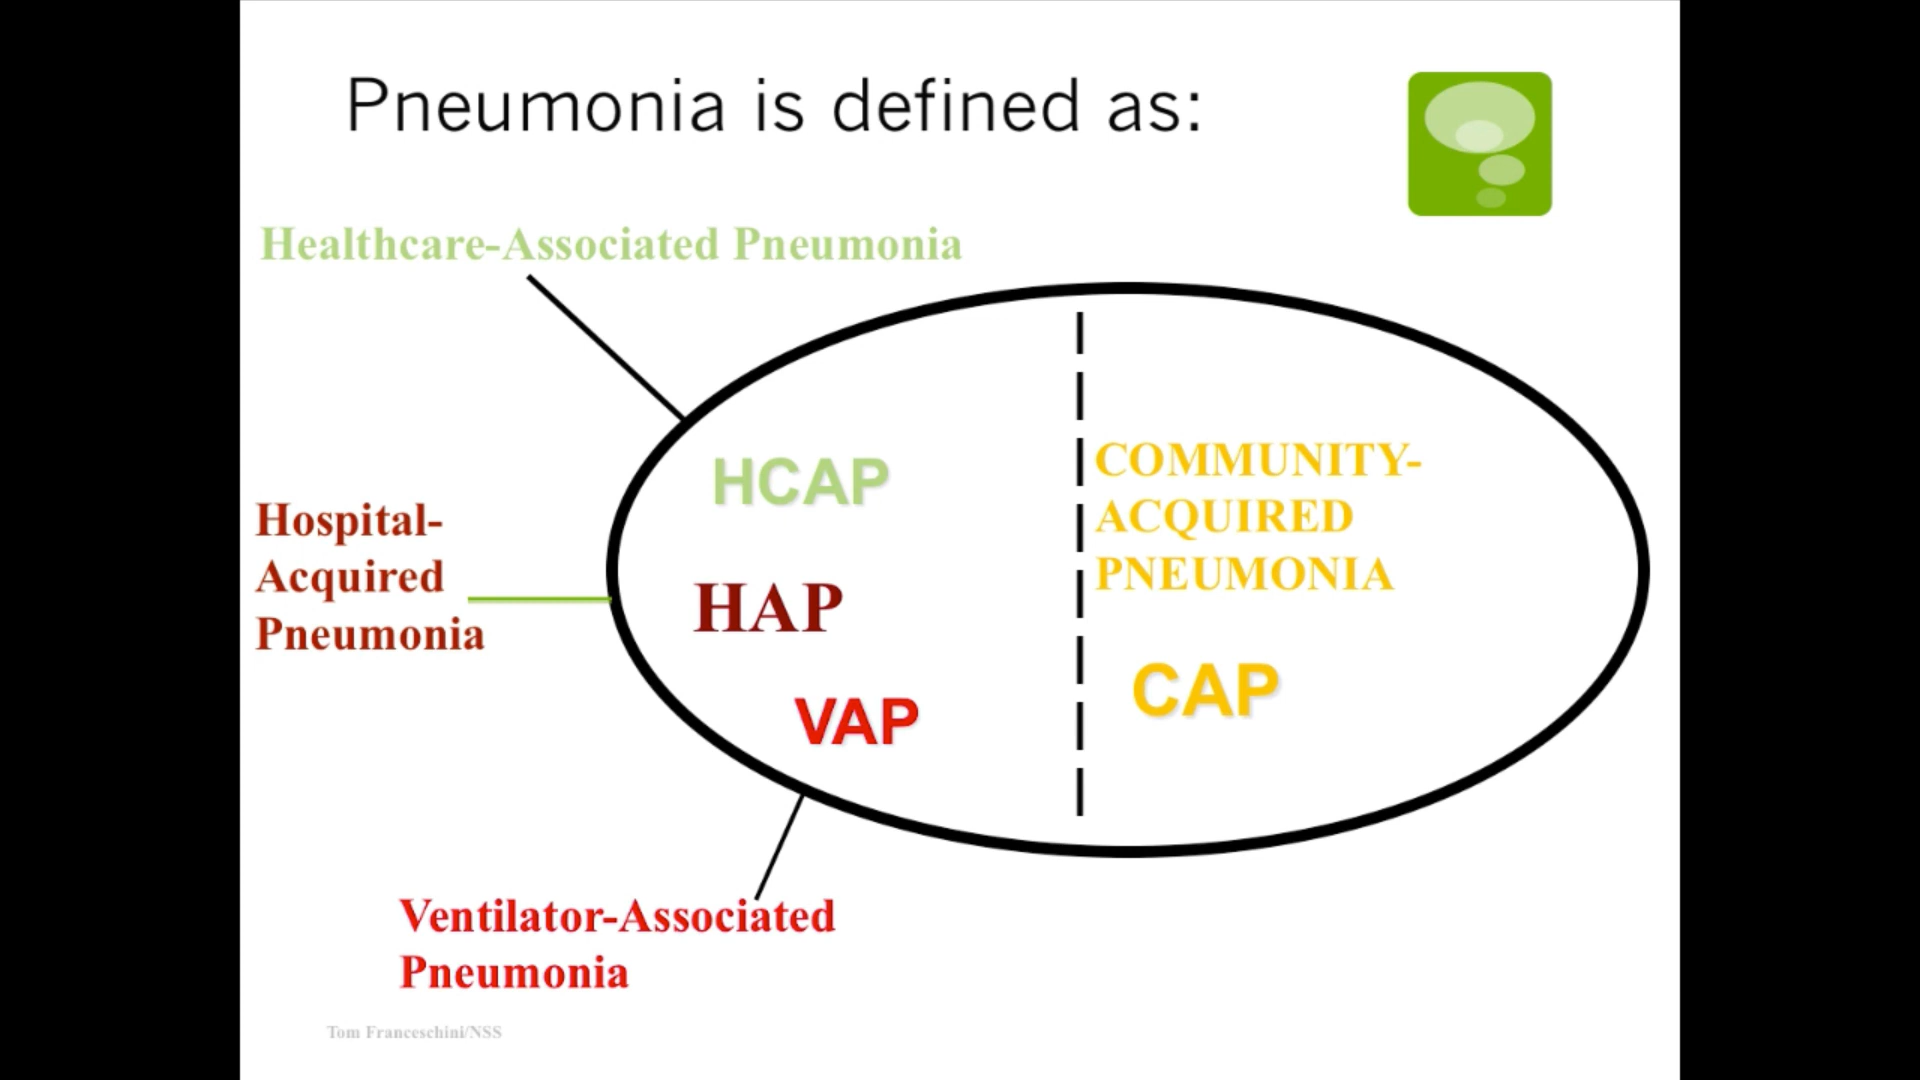 Pneumonia is defined as:
Healthcare-Associated Pneumonia
HCAP
COMMUNITY-
ACQUIRED
PNEUMONIA
Hospital-
Acquired
Pneumonia
HAP
CAP
VAP
Ventilator-Associated
Pneumonia
Tom Franceschini/NSS